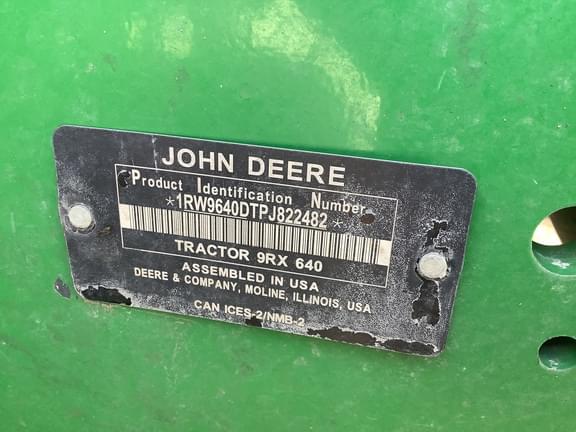 JOHN DEERE
Product Identification Number
*1RW9640DTPJ822482*
TRACTOR 9RX 640
ASSEMBLED IN USA
DEERE & COMPANY, MOLINE, ILLINOIS, USA
CAN ICES-2/NMB-2